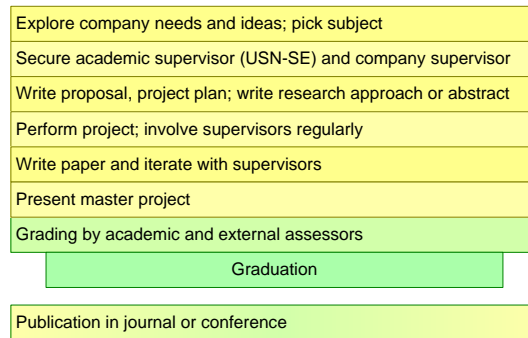 Explore company needs and ideas; pick subject
Secure academic supervisor (USN-SE) and company supervisor
Write proposal, project plan; write research approach or abstract
Perform project; involve supervisors regularly
Write paper and iterate with supervisors
Present master project
Grading by academic and external assessors
Graduation
Publication in journal or conference